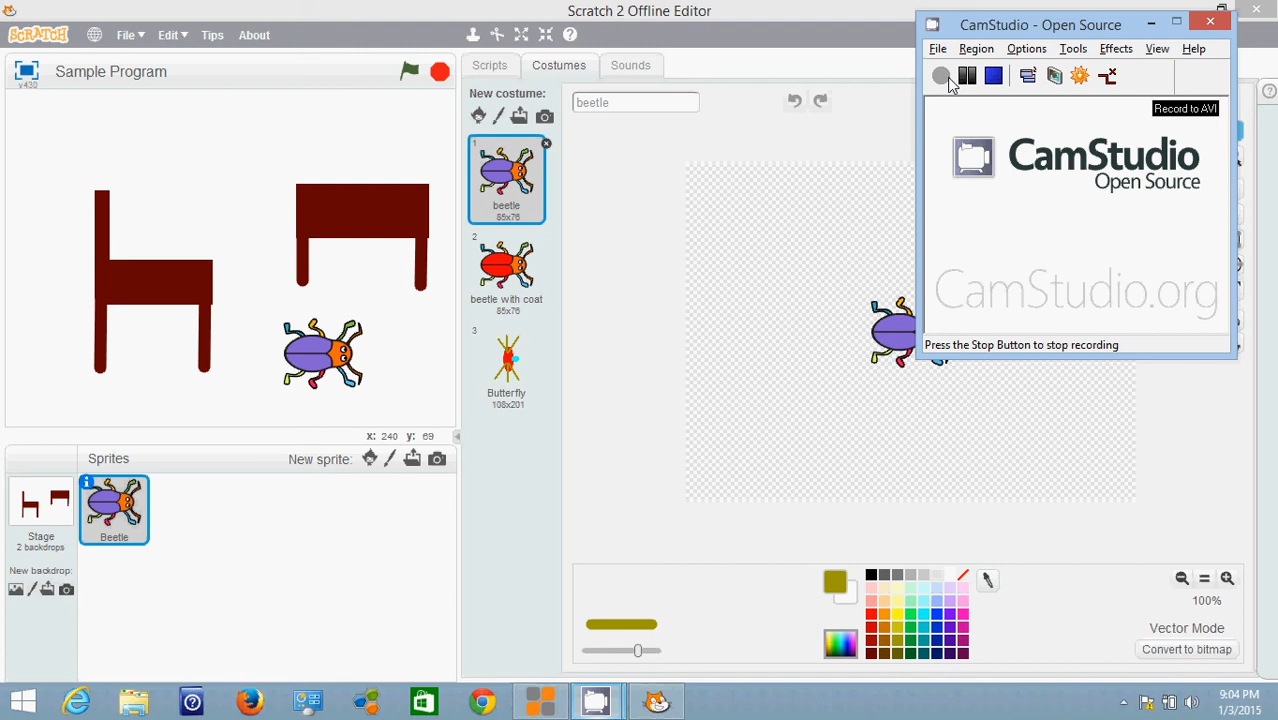 Scratch 2 Offline Editor
SCRATCH File Edit Tips About
v430
Sample Program
Scripts Costumes Sounds
New costume:
beetle
1
beetle
85x76
2
beetle with coat
85x76
3
Butterfly
108x201
x: 240 y: 69
Sprites New sprite:
Stage
2 backdrops
New backdrop:
Beetle
100%
Vector Mode
Convert to bitmap
CamStudio - Open Source
File Region Options Tools Effects View Help
Record to AVI
CamStudio
Open Source
CamStudio.org
Press the Stop Button to stop recording
9:04 PM
1/3/2015